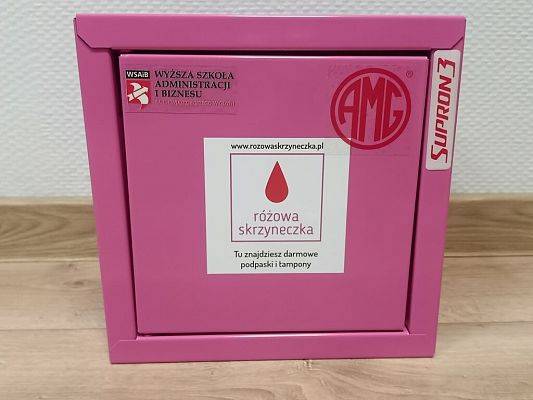 WSAiB
WYŻSZA SZKOŁA
ADMINISTRACJI
I BIZNESU
AMG
®
SUPRON 3
www.rozowaskrzyneczka.pl
różowa
skrzyneczka
Tu znajdziesz darmowe
podpaski i tampony